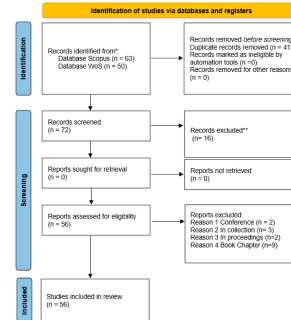 Identification of studies via databases and registers
Identification
Records identified from*:
Database Scopus (n = 63)
Database WoS (n = 50)
Records removed before screening
Duplicate records removed (n = 41
Records marked as ineligible by
automation tools (n =0)
Records removed for other reasons
(n = 0)
Screening
Records screened
(n = 72)
Records excluded**
(n= 16)
Reports sought for retrieval
(n = 0)
Reports not retrieved
(n = 0)
Reports assessed for eligibility
(n = 56)
Reports excluded:
Reason 1 Conference (n = 2)
Reason 2 In collection (n= 3)
Reason 3 In proceedings (n=2)
Reason 4 Book Chapter (n=9)
Included
Studies included in review
(n = 56)